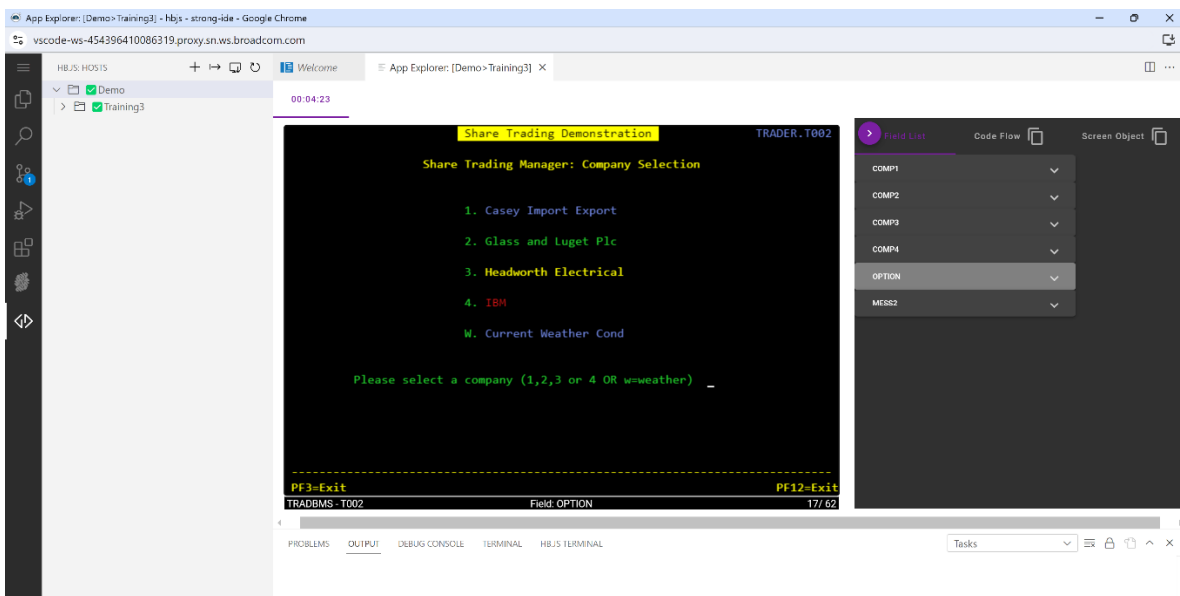 App Explorer: [Demo>Training3] - hbjs - strong-ide - Google Chrome
vscode-ws-454396410086319.proxy.sn.ws.broadcom.com
HBJS: HOSTS
Welcome
App Explorer: [Demo>Training3]
Demo
Training3
1
00:04:23
Share Trading Demonstration TRADER.T002
Share Trading Manager: Company Selection
1. Casey Import Export
2. Glass and Luget Plc
3. Headworth Electrical
4. IBM
W. Current Weather Cond
Please select a company (1,2,3 or 4 OR w=weather) _
PF3=Exit PF12=Exit
TRADBMS - T002 Field: OPTION 17/ 62
Field List Code Flow Screen Object
COMP1
COMP2
COMP3
COMP4
OPTION
MESS2
PROBLEMS OUTPUT DEBUG CONSOLE TERMINAL HBJS TERMINAL Tasks